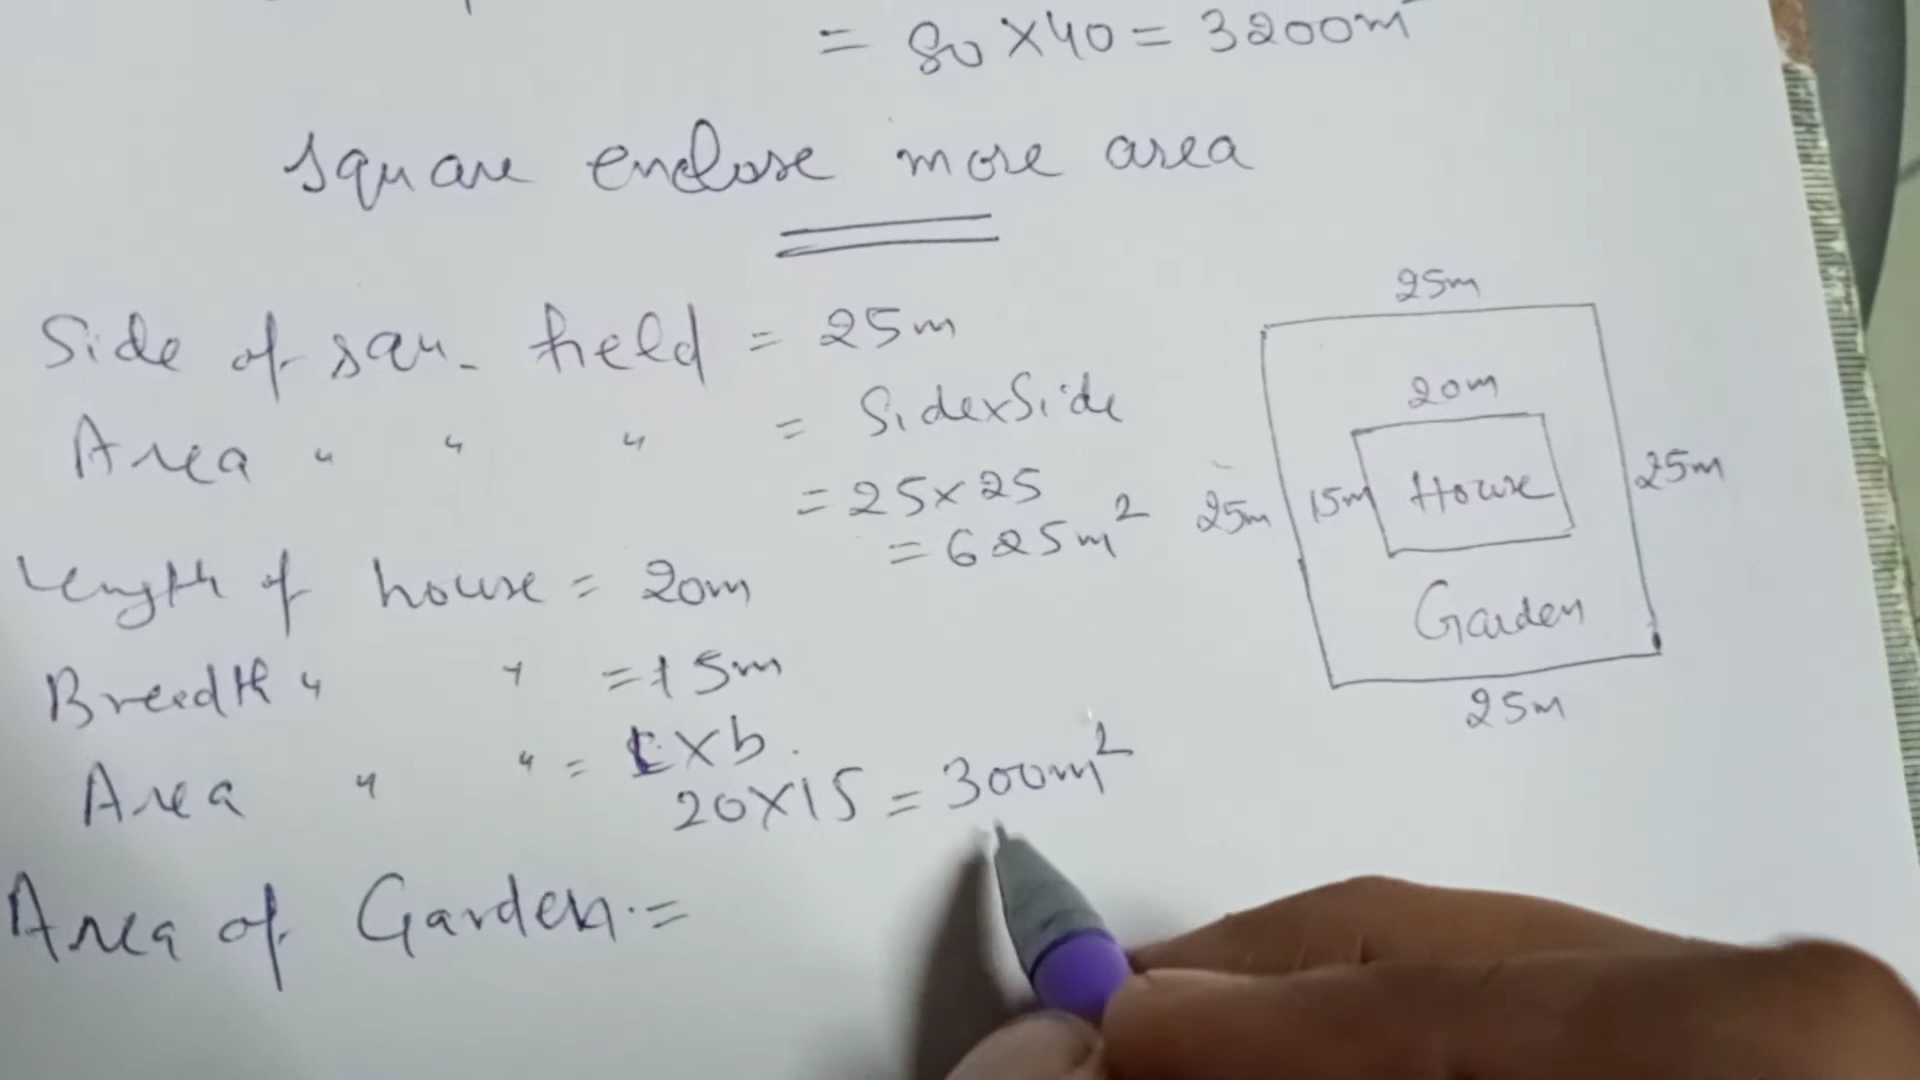 = 80 × 40 = 3200m
square enclose more area
Side of squ. field = 25m
Area " " " = Side×Side
= 25×25
= 625m²
Length of house = 20m
Breedth " " = 15m
Area " " = L×b.
20×15 = 300m²
Area of Garden =
25m
20m
25m 15m House 25m
Garden
25m